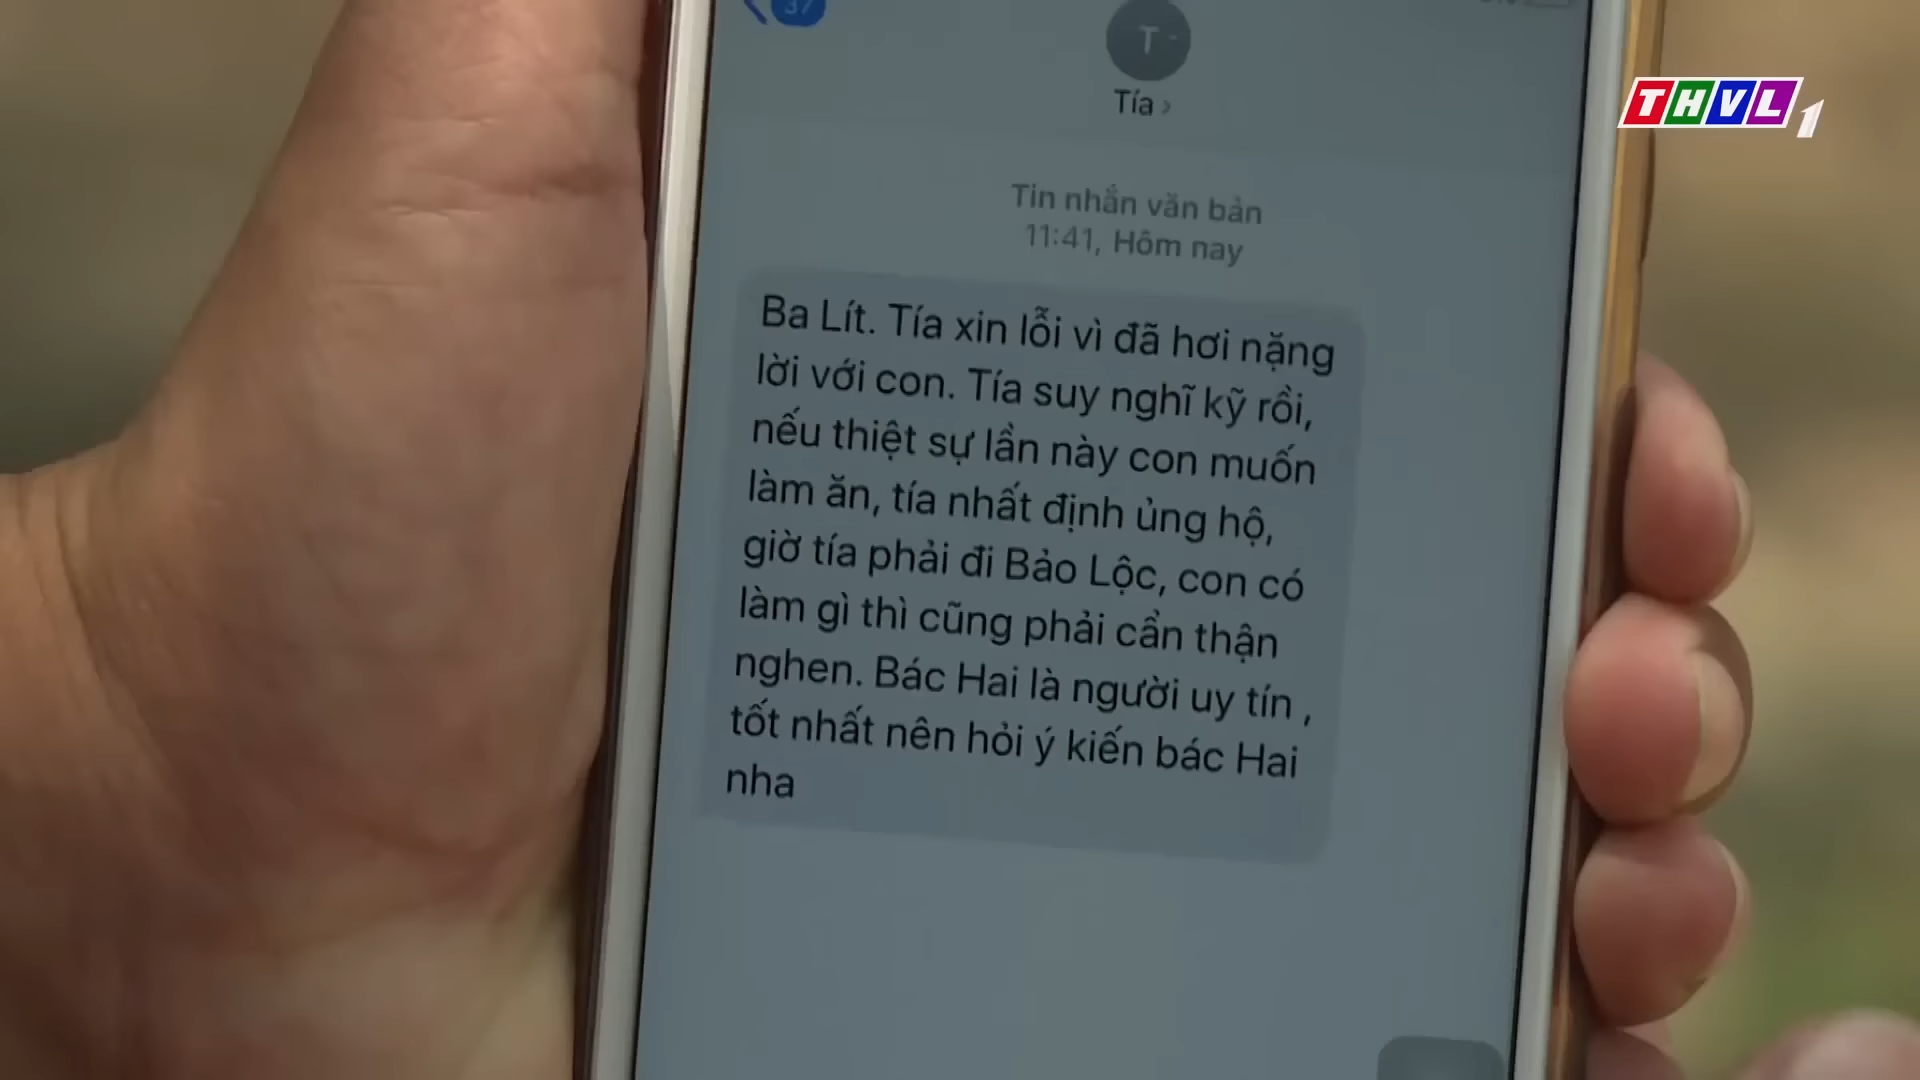 37
T
Tía
THVL1
Tin nhắn văn bản
11:41, Hôm nay
Ba Lít. Tía xin lỗi vì đã hơi nặng
lời với con. Tía suy nghĩ kỹ rồi,
nếu thiệt sự lần này con muốn
làm ăn, tía nhất định ủng hộ,
giờ tía phải đi Bảo Lộc, con có
làm gì thì cũng phải cẩn thận
nghen. Bác Hai là người uy tín ,
tốt nhất nên hỏi ý kiến bác Hai
nha